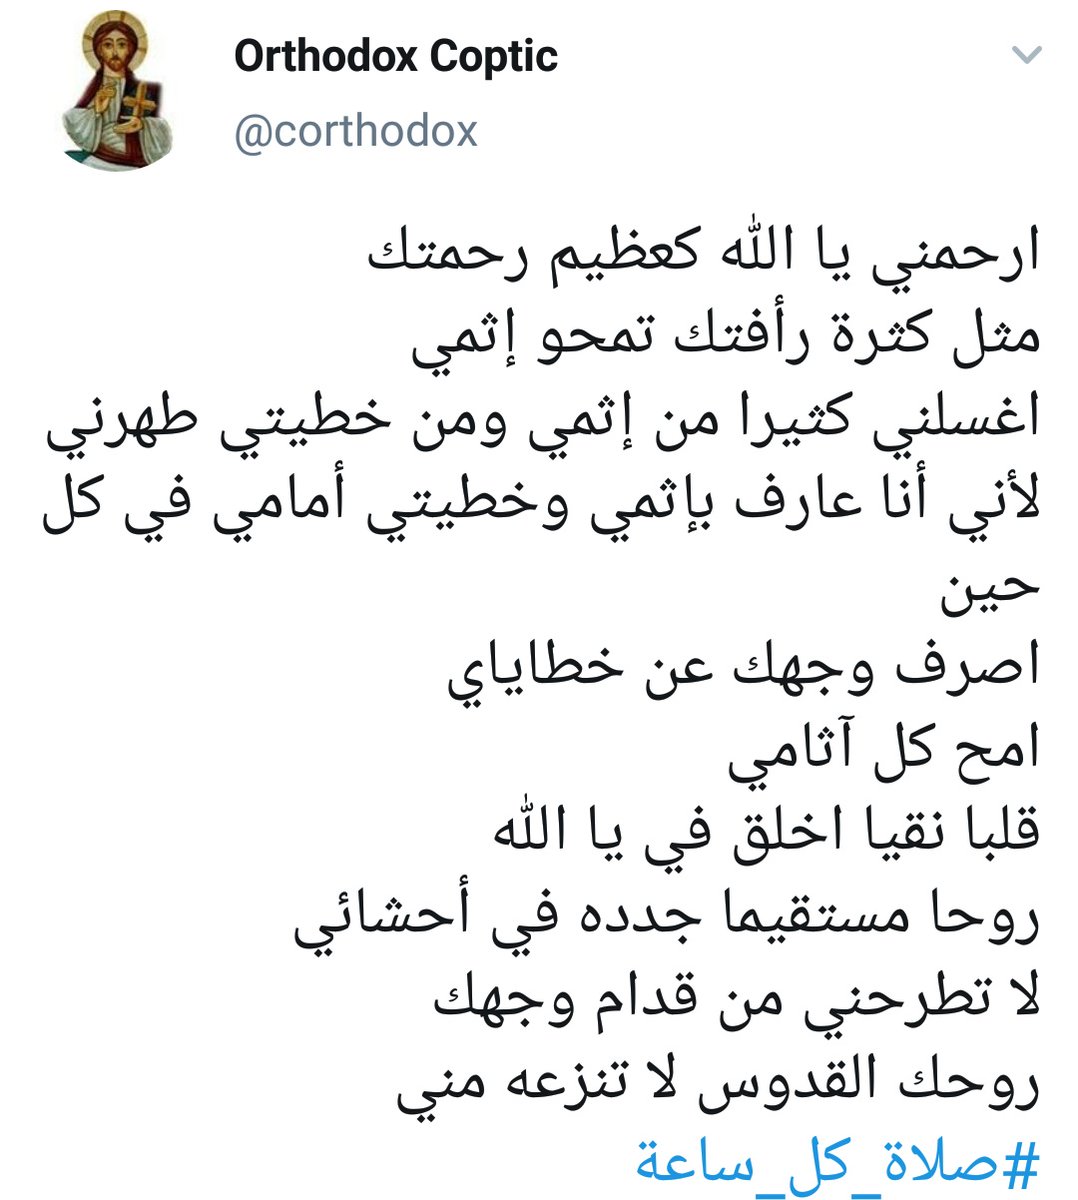 Orthodox Coptic
@corthodox
ارحمني يا الله كعظيم رحمتك
مثل كثرة رأفتك تمحو إثمي
اغسلني كثيرا من إثمي ومن خطيتي طهرني
لأني أنا عارف بإثمي وخطيتي أمامي في كل
حين
اصرف وجهك عن خطاياي
امح كل آثامي
قلبا نقيا اخلق في يا الله
روحا مستقيما جدده في أحشائي
لا تطرحني من قدام وجهك
روحك القدوس لا تنزعه مني
#صلاة_كل_ساعة